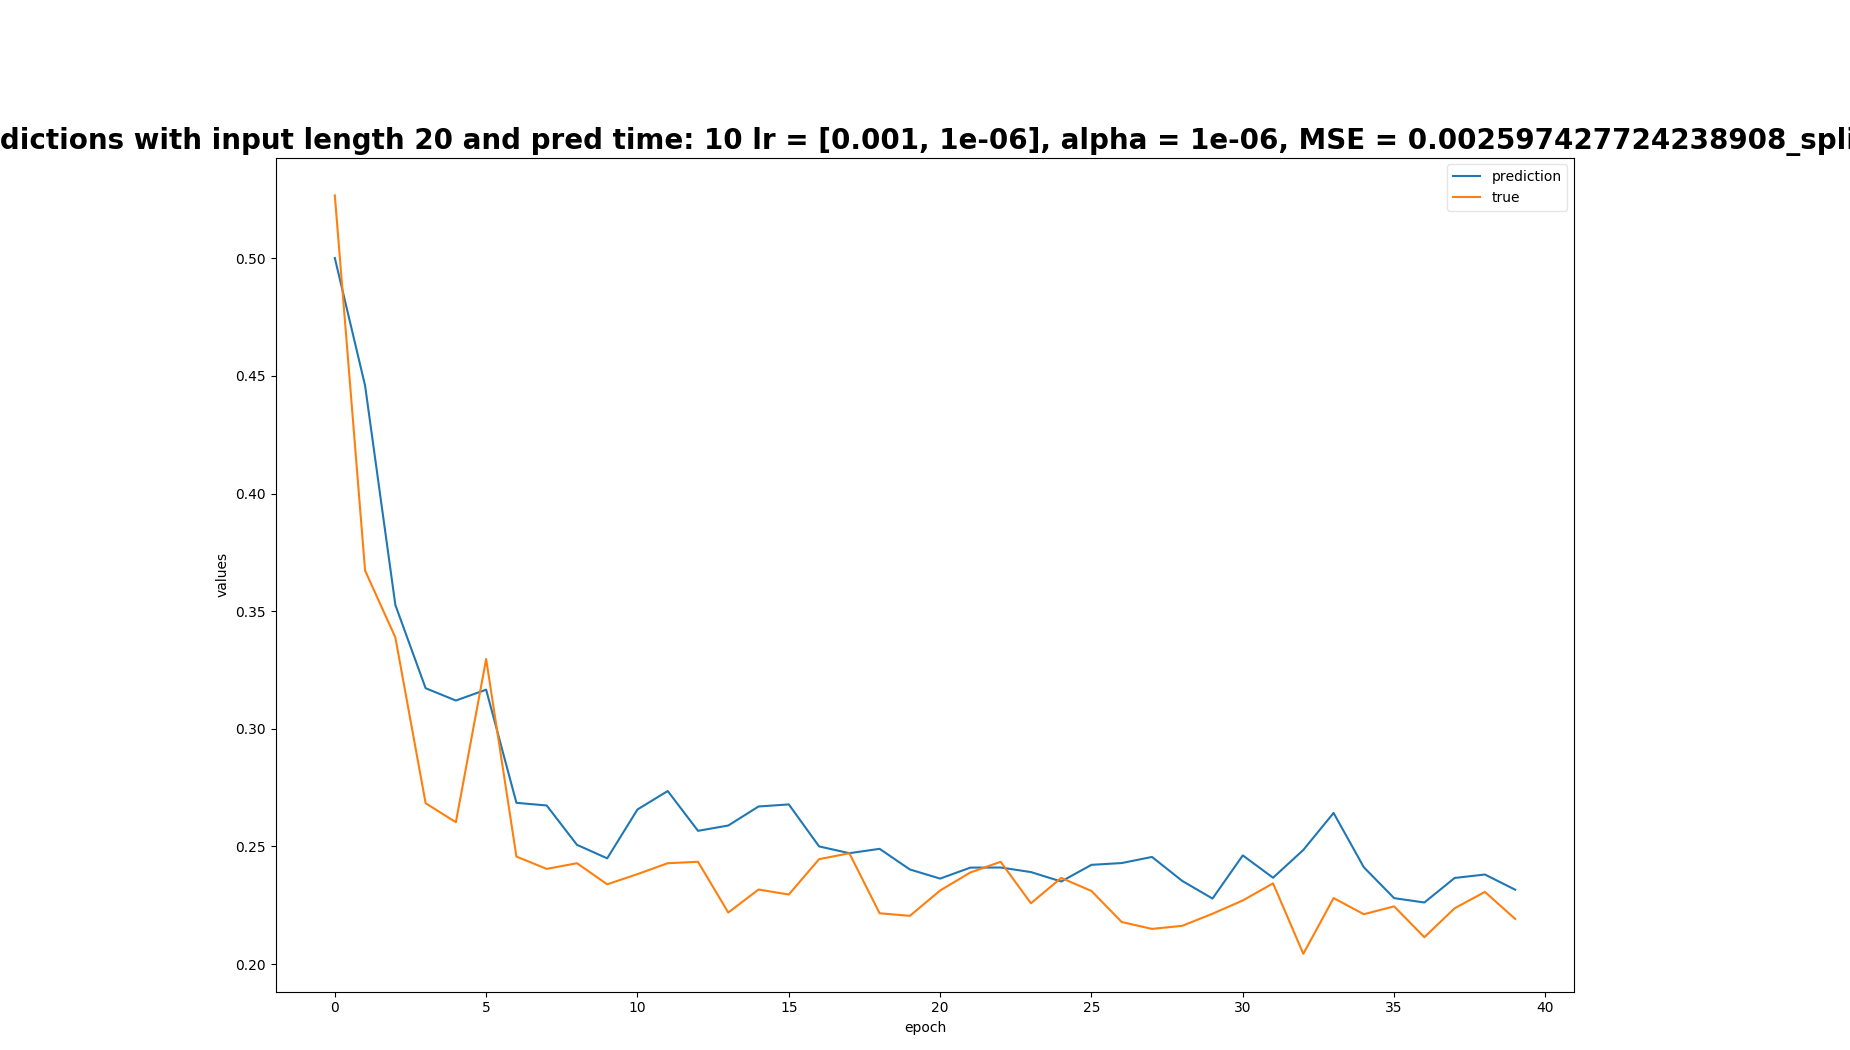 dictions with input length 20 and pred time: 10 lr = [0.001, 1e-06], alpha = 1e-06, MSE = 0.002597427724238908_spli
prediction
true
0.50
0.45
0.40
0.35
0.30
0.25
0.20
values
0 5 10 15 20 25 30 35 40
epoch